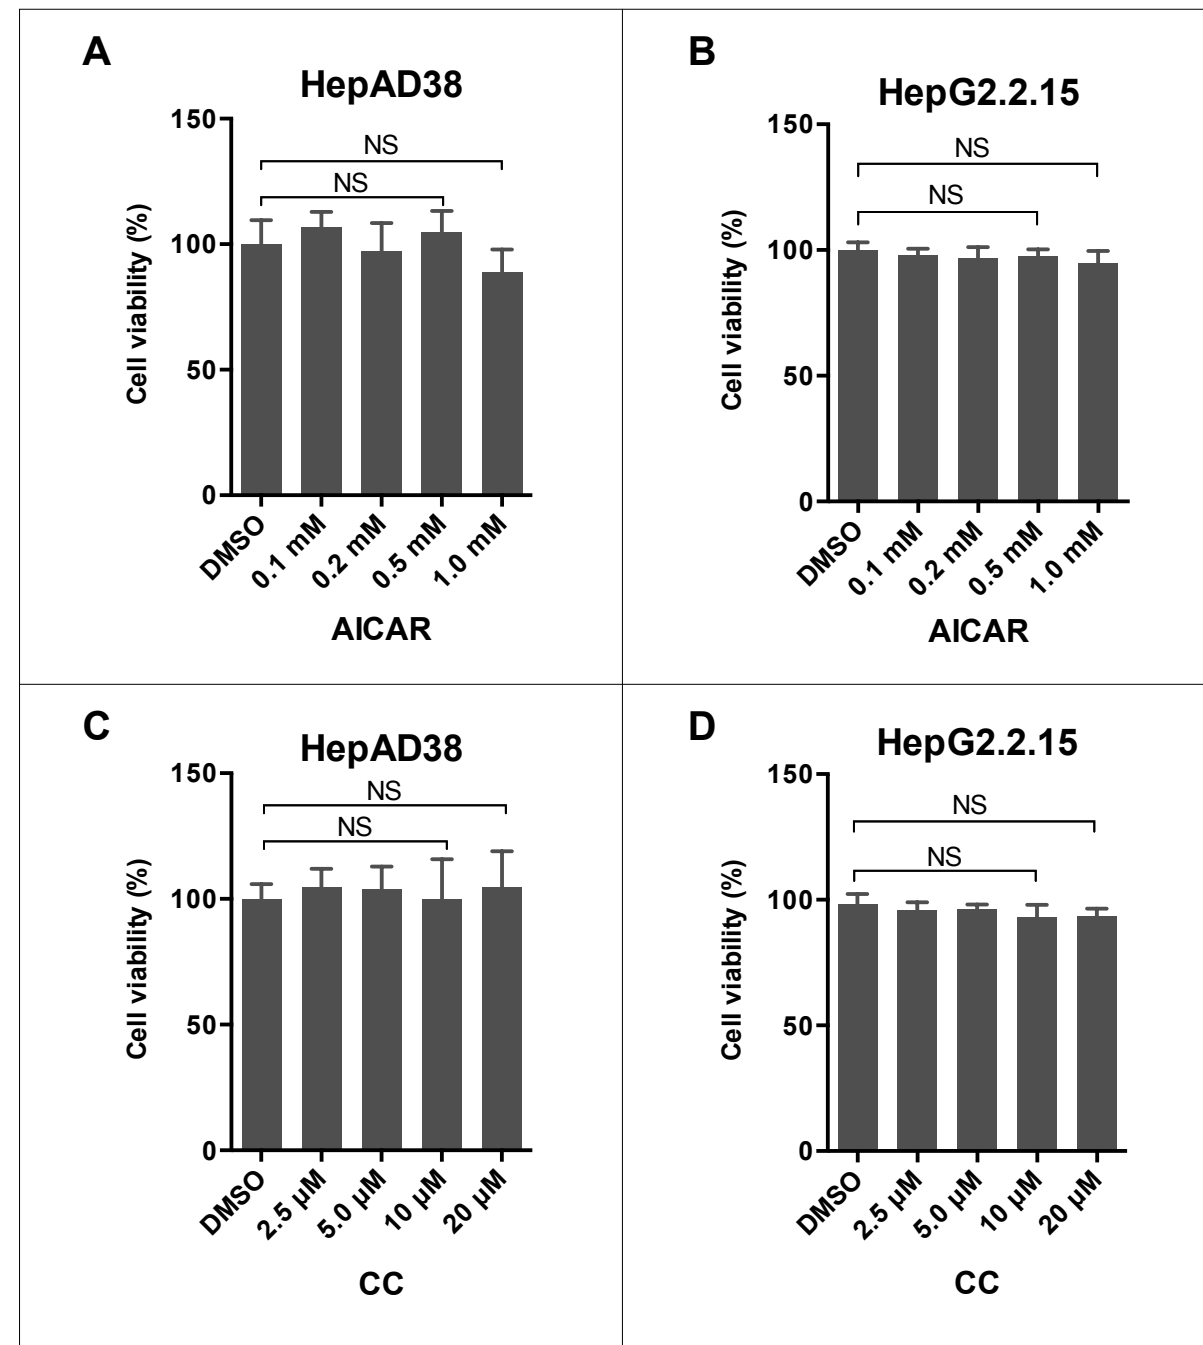 A
HepAD38
150
100
50
0
Cell viability (%)
NS
NS
DMSO
0.1 mM
0.2 mM
0.5 mM
1.0 mM
AICAR
B
HepG2.2.15
150
100
50
0
Cell viability (%)
NS
NS
DMSO
0.1 mM
0.2 mM
0.5 mM
1.0 mM
AICAR
C
HepAD38
150
100
50
0
Cell viability (%)
NS
NS
DMSO
2.5 µM
5.0 µM
10 µM
20 µM
CC
D
HepG2.2.15
150
100
50
0
Cell viability (%)
NS
NS
DMSO
2.5 µM
5.0 µM
10 µM
20 µM
CC